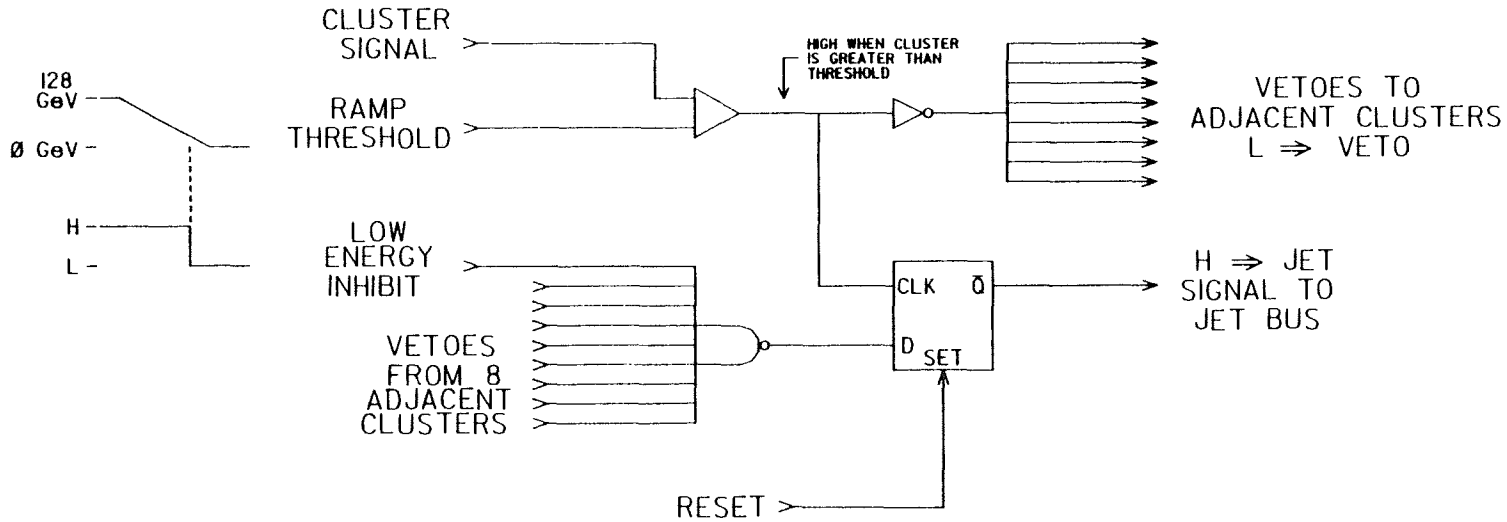 CLUSTER
SIGNAL
HIGH WHEN CLUSTER
IS GREATER THAN
THRESHOLD
128
GeV
Ø GeV
RAMP
THRESHOLD
VETOES TO
ADJACENT CLUSTERS
L ⇒ VETO
H
L
LOW
ENERGY
INHIBIT
CLK Q̄
D
SET
H ⇒ JET
SIGNAL TO
JET BUS
VETOES
FROM 8
ADJACENT
CLUSTERS
RESET